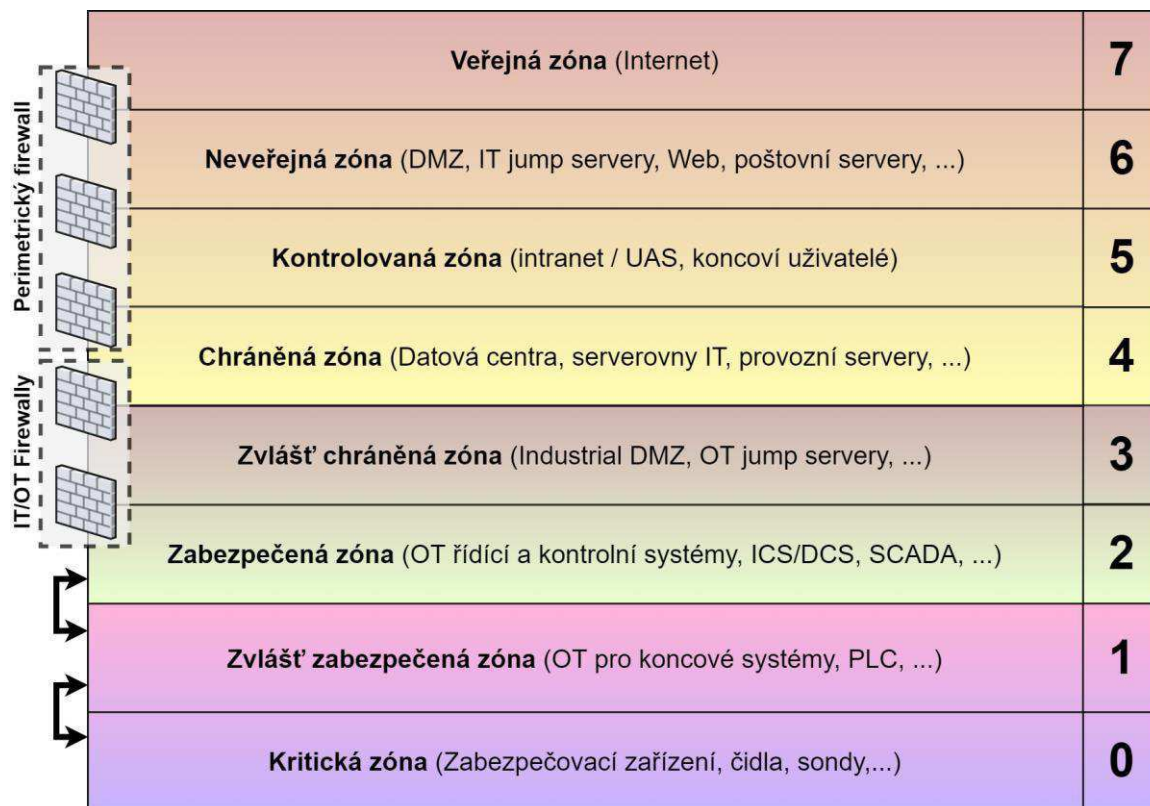 Veřejná zóna (Internet)
7
Neveřejná zóna (DMZ, IT jump servery, Web, poštovní servery, ...)
6
Kontrolovaná zóna (intranet / UAS, koncoví uživatelé)
5
Chráněná zóna (Datová centra, serverovny IT, provozní servery, ...)
4
Zvlášť chráněná zóna (Industrial DMZ, OT jump servery, ...)
3
Zabezpečená zóna (OT řídící a kontrolní systémy, ICS/DCS, SCADA, ...)
2
Zvlášť zabezpečená zóna (OT pro koncové systémy, PLC, ...)
1
Kritická zóna (Zabezpečovací zařízení, čidla, sondy,...)
0
Perimetrický firewall
IT/OT Firewally